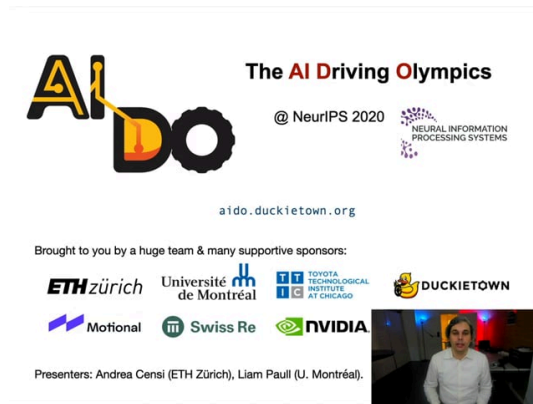 AI
DO
The AI Driving Olympics
@ NeurIPS 2020
NEURAL INFORMATION
PROCESSING SYSTEMS
aido.duckietown.org
Brought to you by a huge team & many supportive sponsors:
ETH zürich
Université
de Montréal
TTIC
TOYOTA
TECHNOLOGICAL
INSTITUTE
AT CHICAGO
DUCKIETOWN
Motional
Swiss Re
NVIDIA.
Presenters: Andrea Censi (ETH Zürich), Liam Paull (U. Montréal).